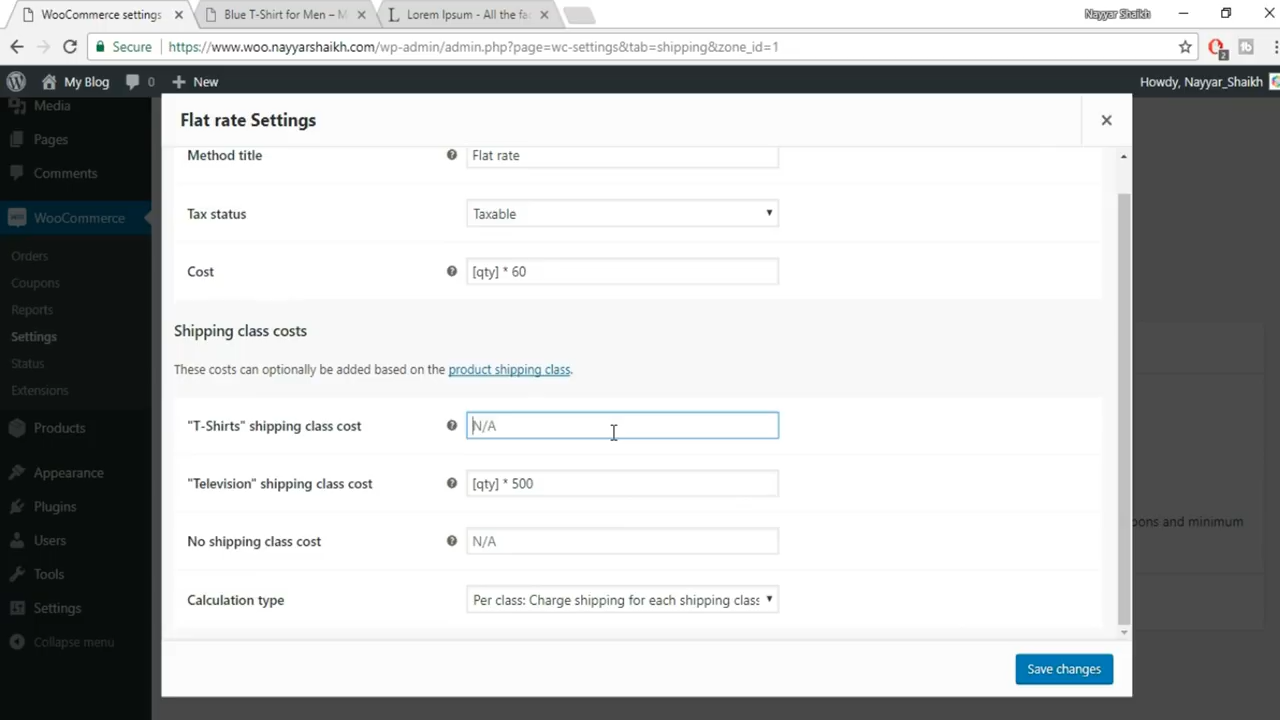 WooCommerce settings
Blue T-Shirt for Men – M
Lorem Ipsum - All the fa
Nayyar Shaikh
Secure
https://www.woo.nayyarshaikh.com/wp-admin/admin.php?page=wc-settings&tab=shipping&zone_id=1
2
My Blog
0
New
Howdy, Nayyar_Shaikh
Media
Pages
Comments
WooCommerce
Orders
Coupons
Reports
Settings
Status
Extensions
Products
Appearance
Plugins
Users
Tools
Settings
Collapse menu
Flat rate Settings
Method title
Flat rate
Tax status
Taxable
Cost
[qty] * 60
Shipping class costs
These costs can optionally be added based on the product shipping class.
"T-Shirts" shipping class cost
N/A
"Television" shipping class cost
[qty] * 500
No shipping class cost
N/A
Calculation type
Per class: Charge shipping for each shipping class
Save changes
pons and minimum